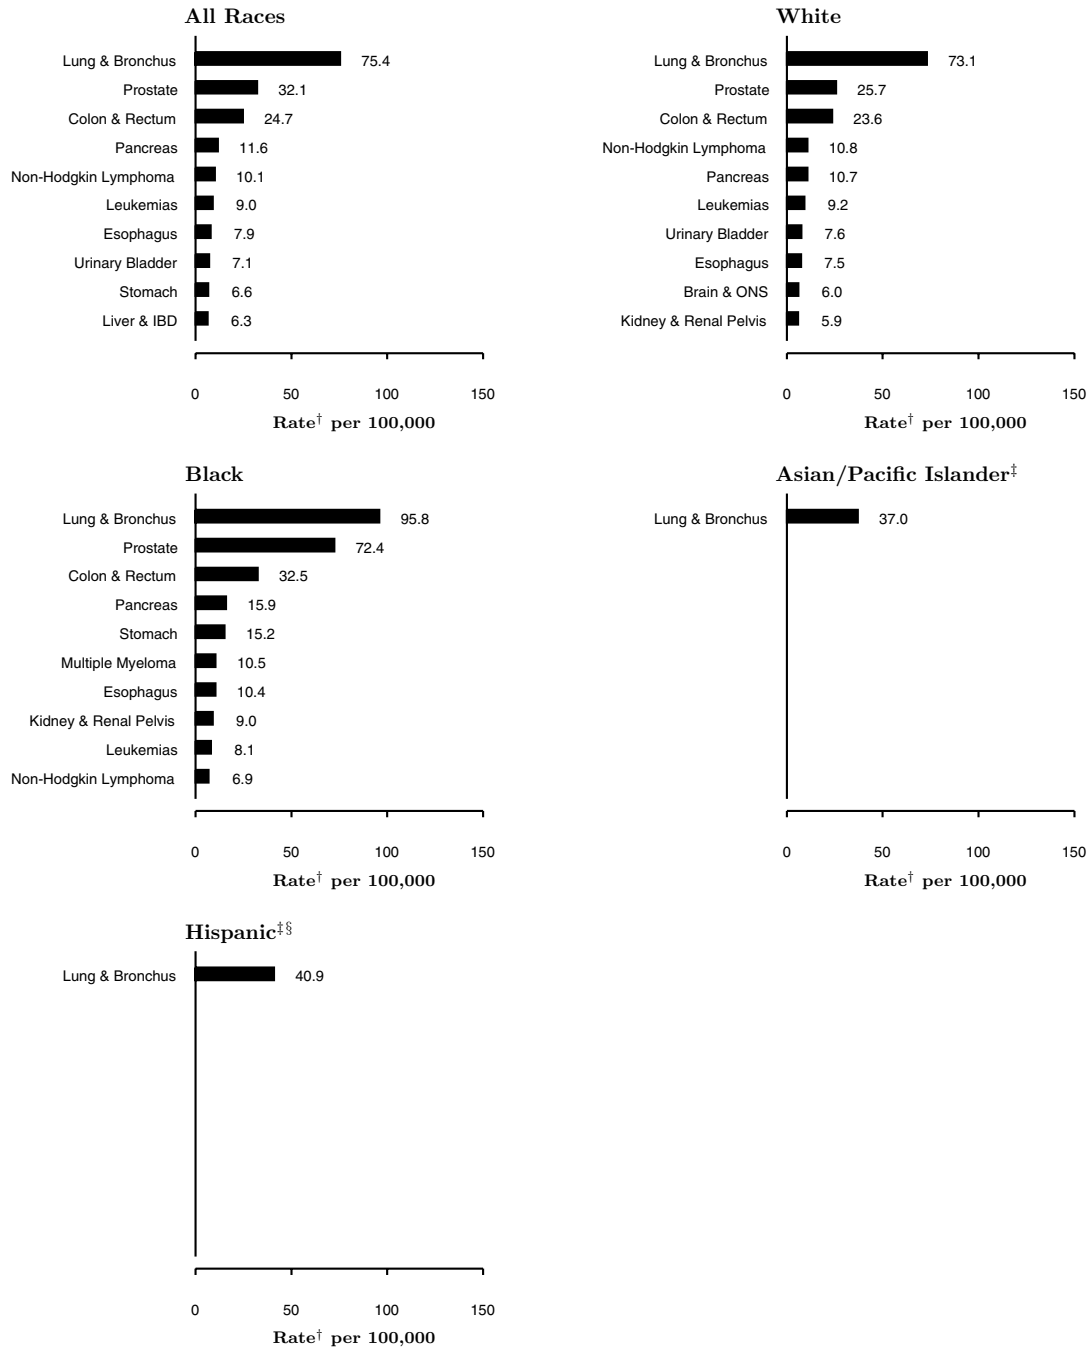 All Races
Lung & Bronchus 75.4
Prostate 32.1
Colon & Rectum 24.7
Pancreas 11.6
Non-Hodgkin Lymphoma 10.1
Leukemias 9.0
Esophagus 7.9
Urinary Bladder 7.1
Stomach 6.6
Liver & IBD 6.3
0 50 100 150
Rate† per 100,000
White
Lung & Bronchus 73.1
Prostate 25.7
Colon & Rectum 23.6
Non-Hodgkin Lymphoma 10.8
Pancreas 10.7
Leukemias 9.2
Urinary Bladder 7.6
Esophagus 7.5
Brain & ONS 6.0
Kidney & Renal Pelvis 5.9
0 50 100 150
Rate† per 100,000
Black
Lung & Bronchus 95.8
Prostate 72.4
Colon & Rectum 32.5
Pancreas 15.9
Stomach 15.2
Multiple Myeloma 10.5
Esophagus 10.4
Kidney & Renal Pelvis 9.0
Leukemias 8.1
Non-Hodgkin Lymphoma 6.9
0 50 100 150
Rate† per 100,000
Asian/Pacific Islander‡
Lung & Bronchus 37.0
0 50 100 150
Rate† per 100,000
Hispanic‡§
Lung & Bronchus 40.9
0 50 100 150
Rate† per 100,000